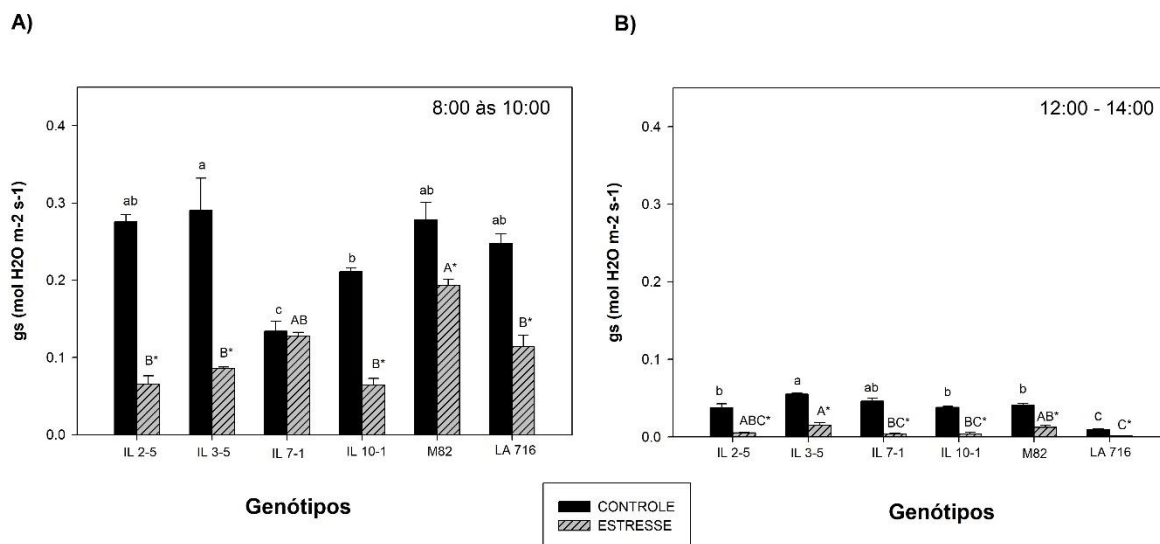 A)
8:00 às 10:00
gs (mol H2O m-2 s-1)
0.4
0.3
0.2
0.1
0.0
ab
B*
a
B*
c
AB
b
B*
ab
A*
ab
B*
IL 2-5
IL 3-5
IL 7-1
IL 10-1
M82
LA 716
Genótipos
B)
12:00 - 14:00
gs (mol H2O m-2 s-1)
0.4
0.3
0.2
0.1
0.0
b
ABC*
a
A*
ab
BC*
b
BC*
b
AB*
c
C*
IL 2-5
IL 3-5
IL 7-1
IL 10-1
M82
LA 716
Genótipos
CONTROLE
ESTRESSE